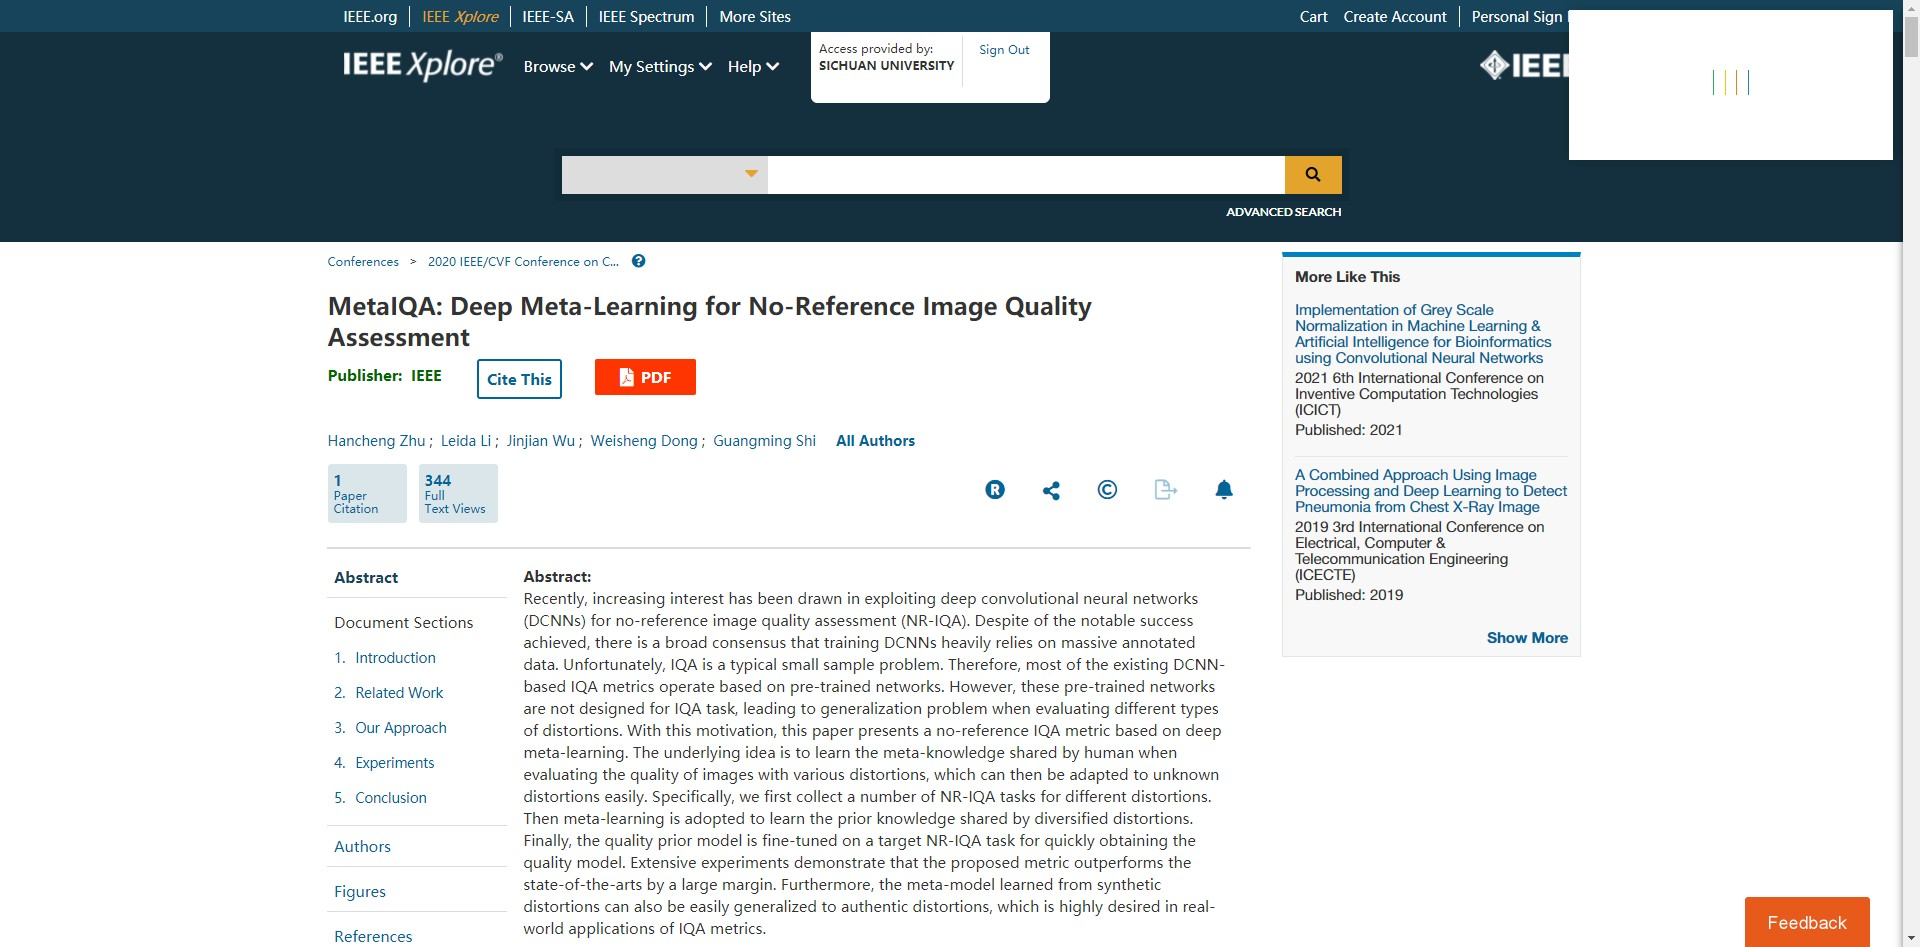 IEEE.org
IEEE Xplore
IEEE-SA
IEEE Spectrum
More Sites
Cart
Create Account
Personal Sign
IEEE Xplore®
Browse
My Settings
Help
Access provided by:
SICHUAN UNIVERSITY
Sign Out
ADVANCED SEARCH
Conferences > 2020 IEEE/CVF Conference on C...
MetaIQA: Deep Meta-Learning for No-Reference Image Quality
Assessment
Publisher: IEEE
Cite This
PDF
Hancheng Zhu ; Leida Li ; Jinjian Wu ; Weisheng Dong ; Guangming Shi All Authors
1
Paper
Citation
344
Full
Text Views
Abstract
Document Sections
1. Introduction
2. Related Work
3. Our Approach
4. Experiments
5. Conclusion
Authors
Figures
References
Abstract:
Recently, increasing interest has been drawn in exploiting deep convolutional neural networks
(DCNNs) for no-reference image quality assessment (NR-IQA). Despite of the notable success
achieved, there is a broad consensus that training DCNNs heavily relies on massive annotated
data. Unfortunately, IQA is a typical small sample problem. Therefore, most of the existing DCNN-
based IQA metrics operate based on pre-trained networks. However, these pre-trained networks
are not designed for IQA task, leading to generalization problem when evaluating different types
of distortions. With this motivation, this paper presents a no-reference IQA metric based on deep
meta-learning. The underlying idea is to learn the meta-knowledge shared by human when
evaluating the quality of images with various distortions, which can then be adapted to unknown
distortions easily. Specifically, we first collect a number of NR-IQA tasks for different distortions.
Then meta-learning is adopted to learn the prior knowledge shared by diversified distortions.
Finally, the quality prior model is fine-tuned on a target NR-IQA task for quickly obtaining the
quality model. Extensive experiments demonstrate that the proposed metric outperforms the
state-of-the-arts by a large margin. Furthermore, the meta-model learned from synthetic
distortions can also be easily generalized to authentic distortions, which is highly desired in real-
world applications of IQA metrics.
More Like This
Implementation of Grey Scale
Normalization in Machine Learning &
Artificial Intelligence for Bioinformatics
using Convolutional Neural Networks
2021 6th International Conference on
Inventive Computation Technologies
(ICICT)
Published: 2021
A Combined Approach Using Image
Processing and Deep Learning to Detect
Pneumonia from Chest X-Ray Image
2019 3rd International Conference on
Electrical, Computer &
Telecommunication Engineering
(ICECTE)
Published: 2019
Show More
Feedback